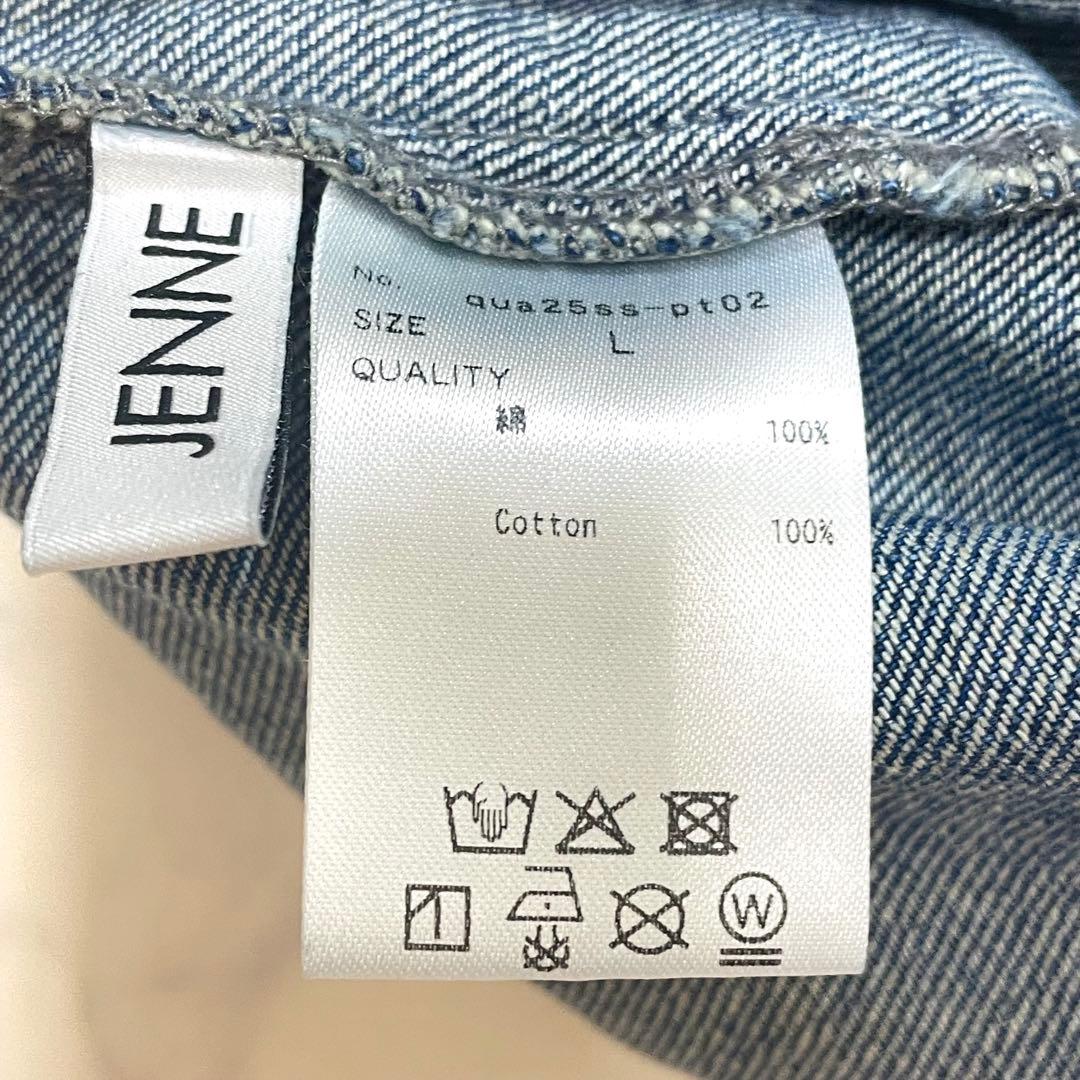 JENNE
No. qua25ss-pt02
SIZE L
QUALITY
綿 100%
Cotton 100%
W